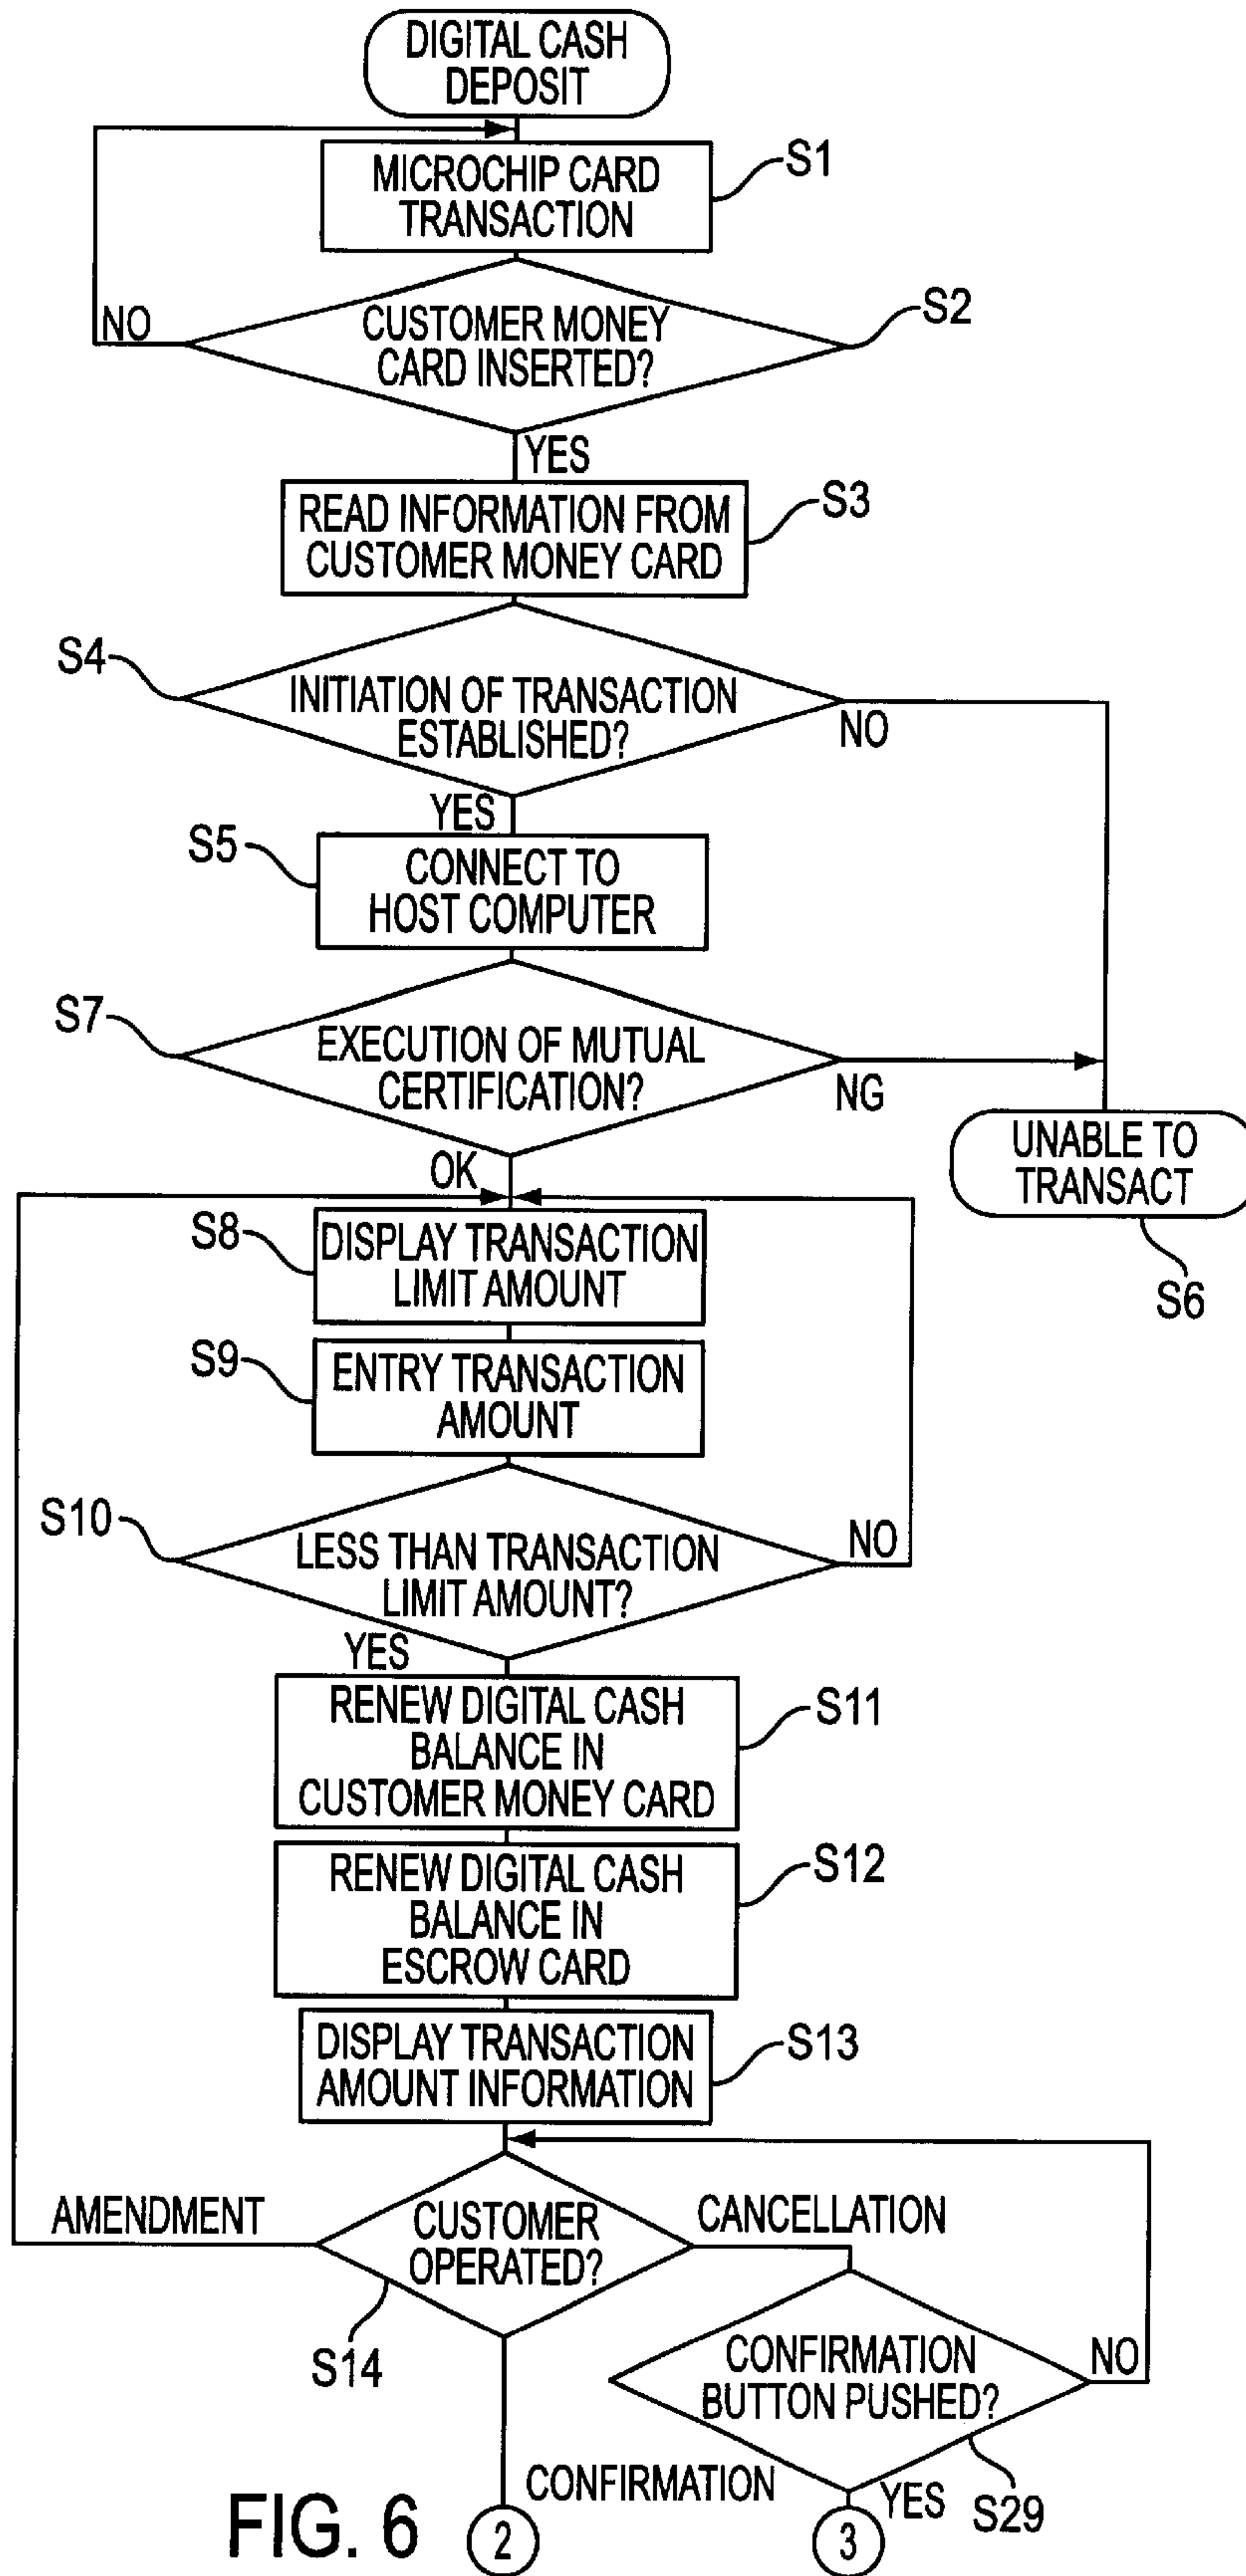 DIGITAL CASH
DEPOSIT
MICROCHIP CARD
TRANSACTION
S1
CUSTOMER MONEY
CARD INSERTED?
S2
NO
YES
READ INFORMATION FROM
CUSTOMER MONEY CARD
S3
S4
INITIATION OF TRANSACTION
ESTABLISHED?
NO
YES
S5
CONNECT TO
HOST COMPUTER
S7
EXECUTION OF MUTUAL
CERTIFICATION?
NG
OK
UNABLE TO
TRANSACT
S6
S8
DISPLAY TRANSACTION
LIMIT AMOUNT
S9
ENTRY TRANSACTION
AMOUNT
S10
LESS THAN TRANSACTION
LIMIT AMOUNT?
NO
YES
RENEW DIGITAL CASH
BALANCE IN
CUSTOMER MONEY CARD
S11
RENEW DIGITAL CASH
BALANCE IN
ESCROW CARD
S12
DISPLAY TRANSACTION
AMOUNT INFORMATION
S13
AMENDMENT
CUSTOMER
OPERATED?
CANCELLATION
S14
CONFIRMATION
BUTTON PUSHED?
NO
CONFIRMATION
YES
S29
FIG. 6
2
3